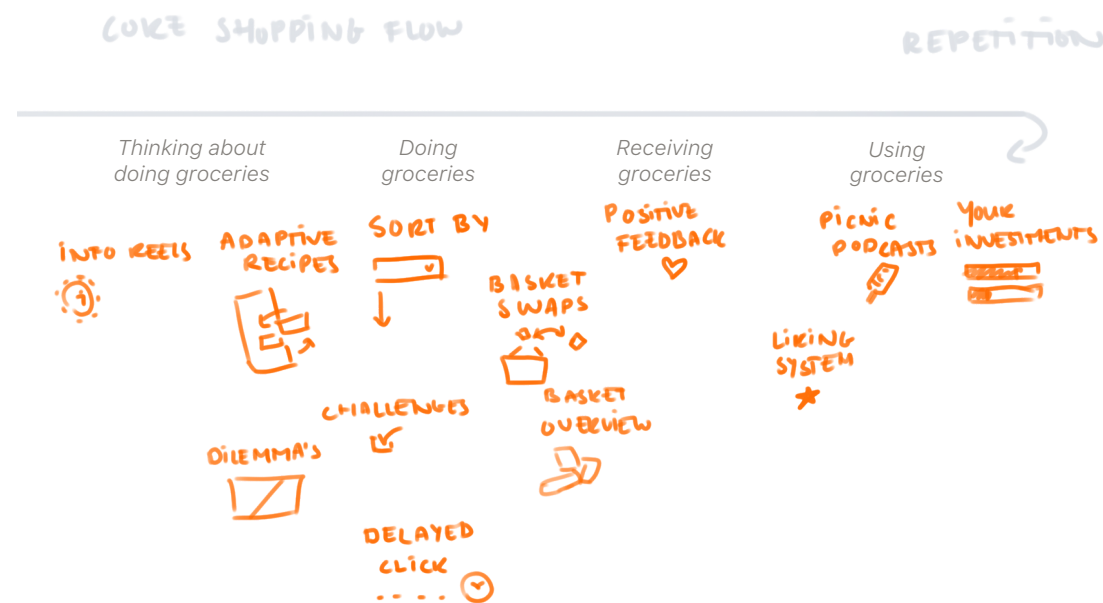 CORE SHOPPING FLOW
REPETITION
Thinking about
doing groceries
Doing
groceries
Receiving
groceries
Using
groceries
INFO REELS
ADAPTIVE
RECIPES
SORT BY
BASKET
SWAPS
POSITIVE
FEEDBACK
PICNIC
PODCASTS
YOUR
INVESTMENTS
LIKING
SYSTEM
CHALLENGES
BASKET
OVERVIEW
DILEMMA'S
DELAYED
CLICK